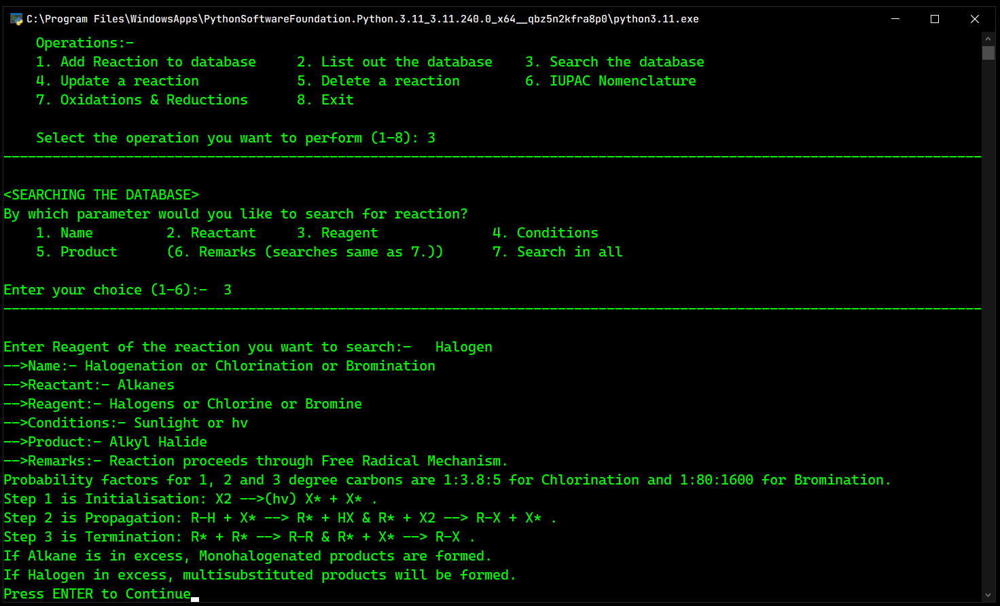 C:\Program Files\WindowsApps\PythonSoftwareFoundation.Python.3.11_3.11.240.0_x64__qbz5n2kfra8p0\python3.11.exe
Operations:-
1. Add Reaction to database     2. List out the database    3. Search the database
4. Update a reaction            5. Delete a reaction        6. IUPAC Nomenclature
7. Oxidations & Reductions      8. Exit
Select the operation you want to perform (1-8): 3
------------------------------------------------------------------------------------------------------------------------
<SEARCHING THE DATABASE>
By which parameter would you like to search for reaction?
1. Name         2. Reactant     3. Reagent              4. Conditions
5. Product      (6. Remarks (searches same as 7.))      7. Search in all
Enter your choice (1-6):-  3
------------------------------------------------------------------------------------------------------------------------
Enter Reagent of the reaction you want to search:-   Halogen
-->Name:- Halogenation or Chlorination or Bromination
-->Reactant:- Alkanes
-->Reagent:- Halogens or Chlorine or Bromine
-->Conditions:- Sunlight or hv
-->Product:- Alkyl Halide
-->Remarks:- Reaction proceeds through Free Radical Mechanism.
Probability factors for 1, 2 and 3 degree carbons are 1:3.8:5 for Chlorination and 1:80:1600 for Bromination.
Step 1 is Initialisation: X2 -->(hv) X* + X* .
Step 2 is Propagation: R-H + X* --> R* + HX & R* + X2 --> R-X + X* .
Step 3 is Termination: R* + R* --> R-R & R* + X* --> R-X .
If Alkane is in excess, Monohalogenated products are formed.
If Halogen in excess, multisubstituted products will be formed.
Press ENTER to Continue